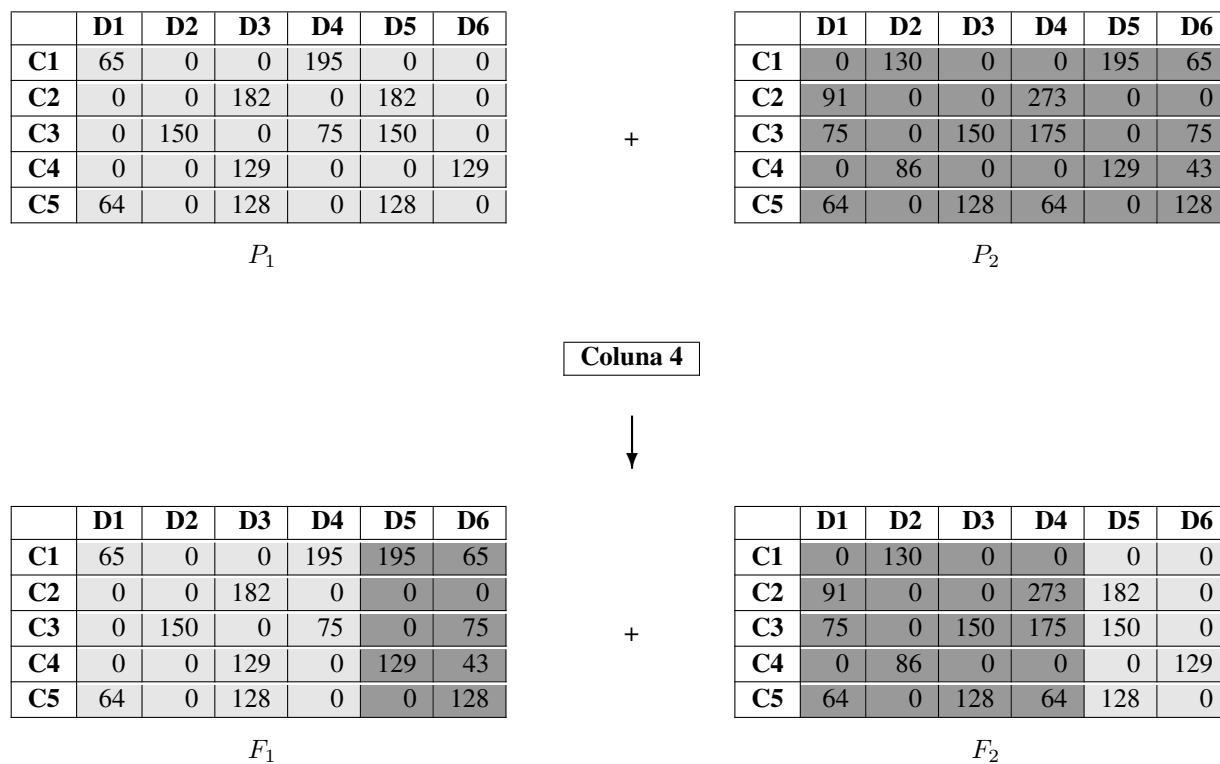 D1 D2 D3 D4 D5 D6
C1 65 0 0 195 0 0
C2 0 0 182 0 182 0
C3 0 150 0 75 150 0
C4 0 0 129 0 0 129
C5 64 0 128 0 128 0
P1
+
D1 D2 D3 D4 D5 D6
C1 0 130 0 0 195 65
C2 91 0 0 273 0 0
C3 75 0 150 175 0 75
C4 0 86 0 0 129 43
C5 64 0 128 64 0 128
P2
Coluna 4
D1 D2 D3 D4 D5 D6
C1 65 0 0 195 195 65
C2 0 0 182 0 0 0
C3 0 150 0 75 0 75
C4 0 0 129 0 129 43
C5 64 0 128 0 0 128
F1
+
D1 D2 D3 D4 D5 D6
C1 0 130 0 0 0 0
C2 91 0 0 273 182 0
C3 75 0 150 175 150 0
C4 0 86 0 0 0 129
C5 64 0 128 64 128 0
F2